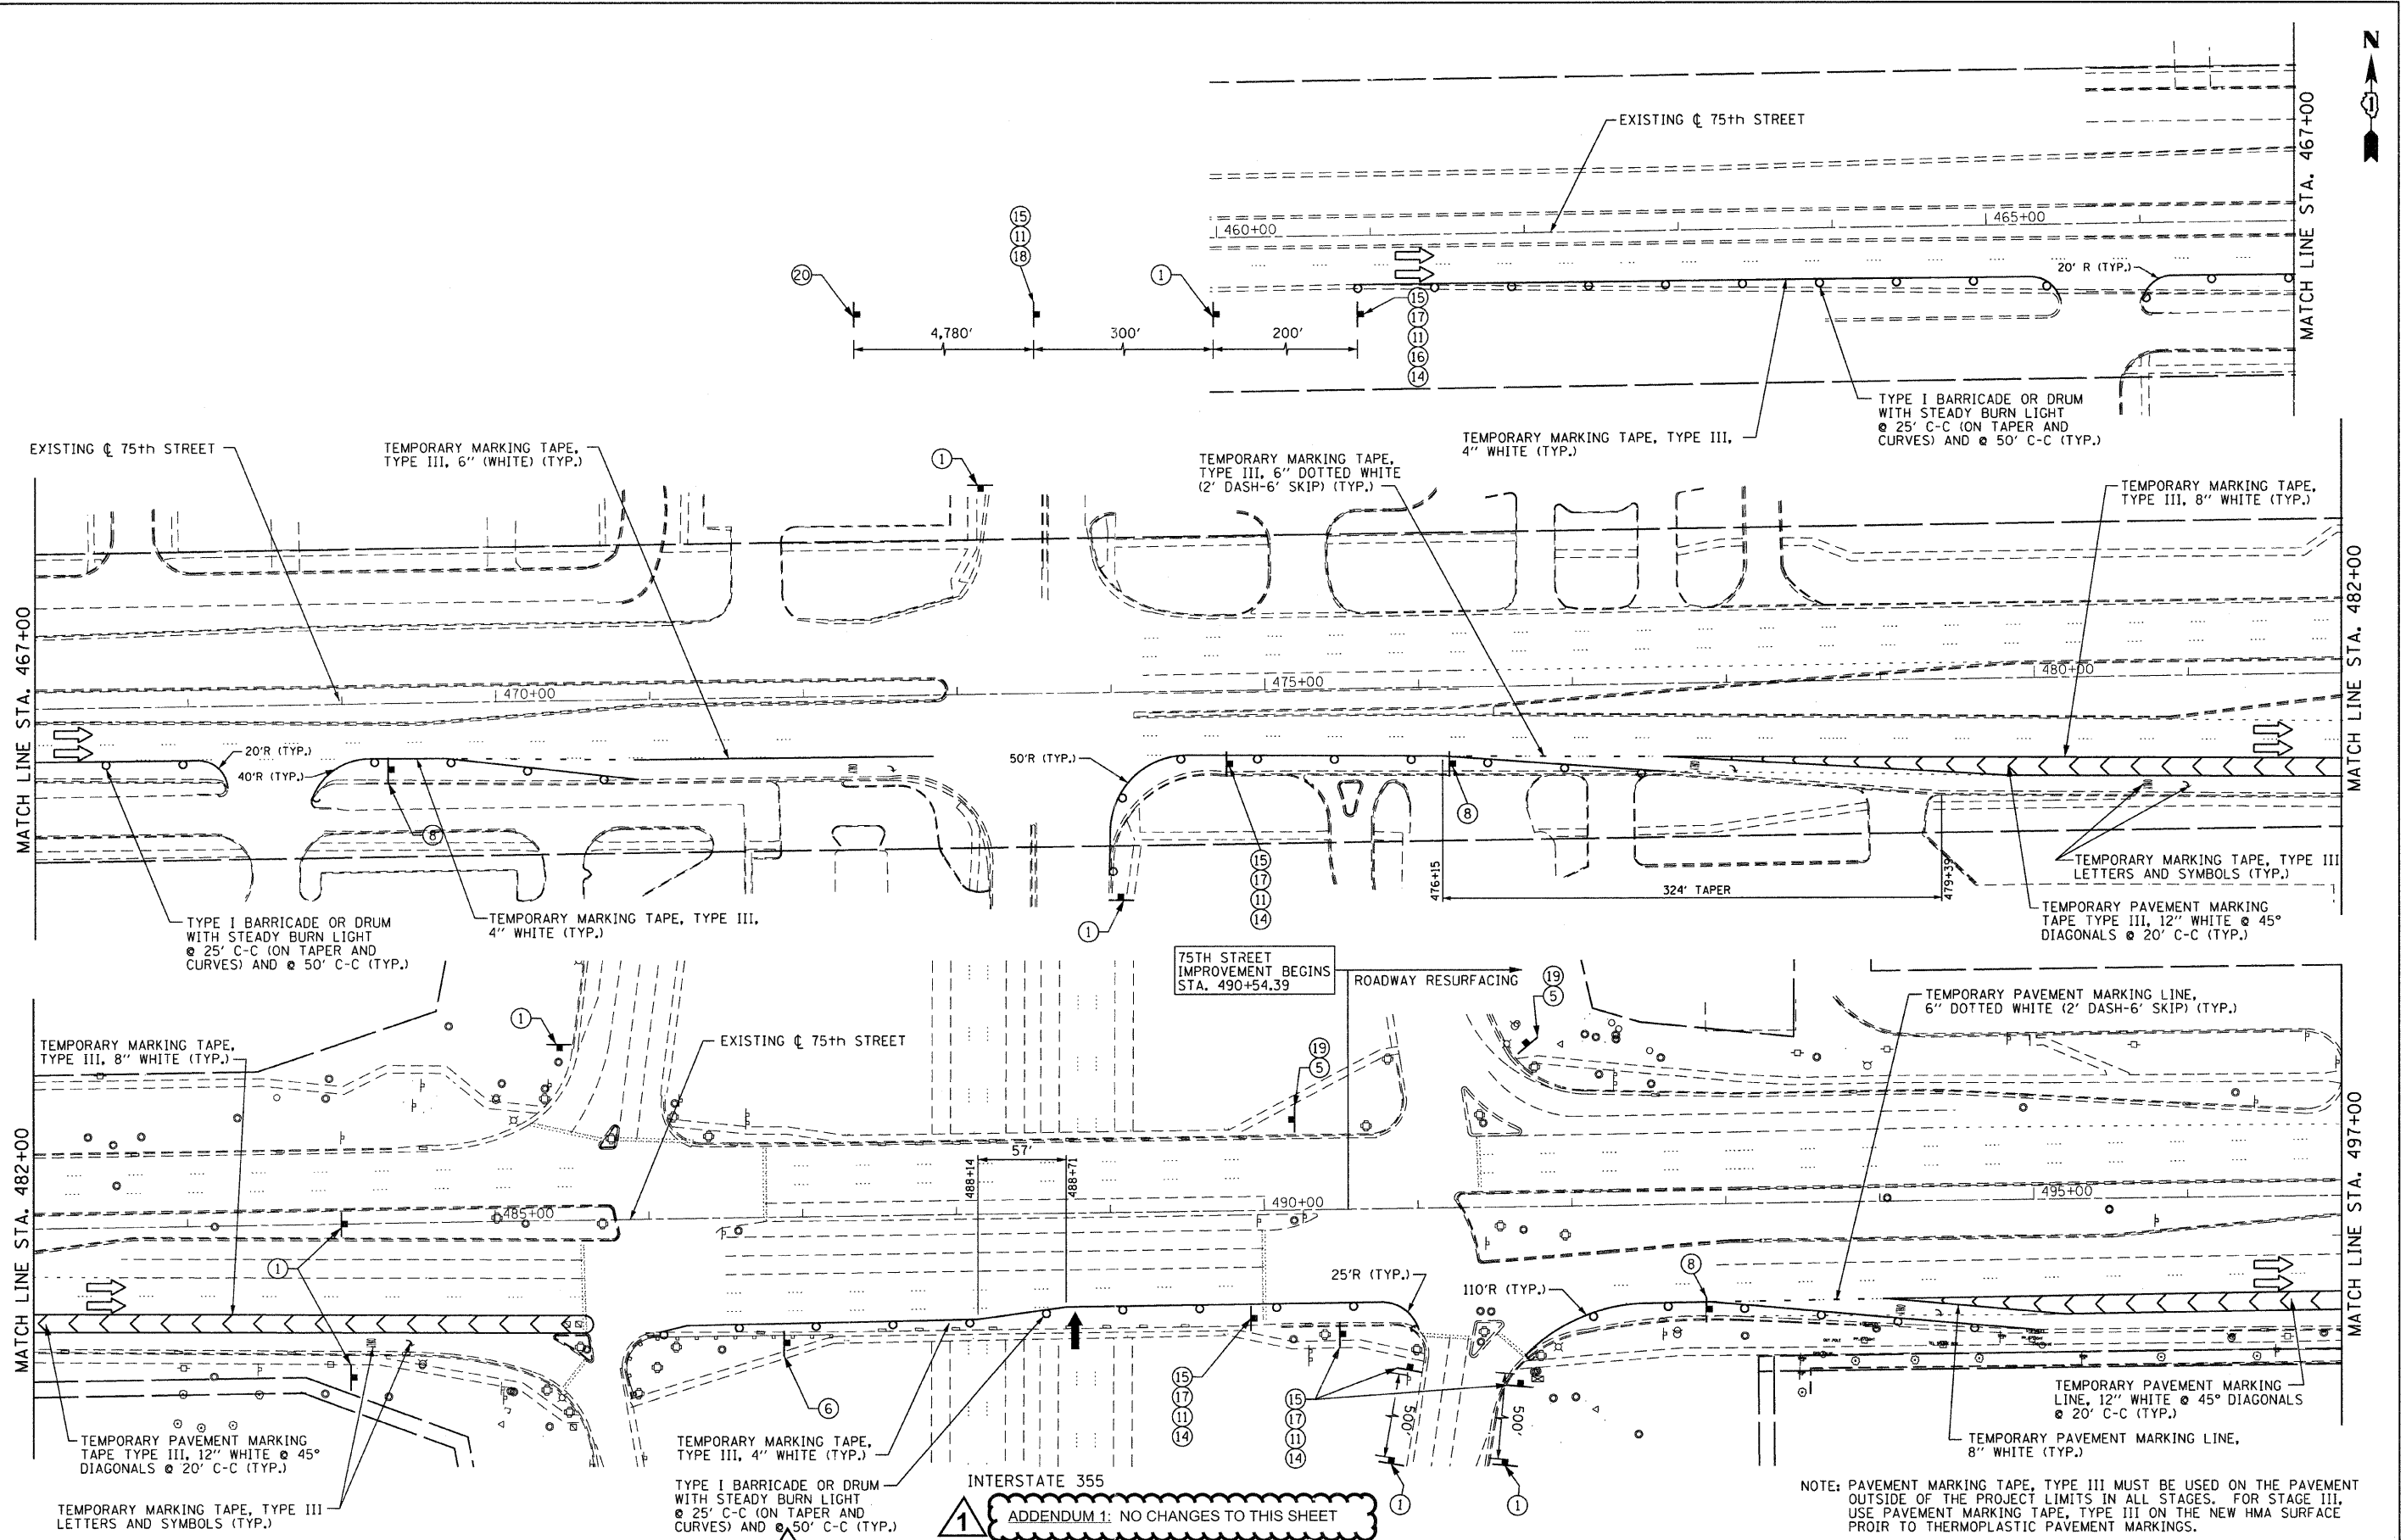 N
1
EXISTING ℄ 75th STREET
MATCH LINE STA. 467+00
460+00
465+00
15
11
18
20
1
20' R (TYP.)
15
17
11
16
14
4,780'
300'
200'
TYPE I BARRICADE OR DRUM
WITH STEADY BURN LIGHT
@ 25' C-C (ON TAPER AND
CURVES) AND @ 50' C-C (TYP.)
TEMPORARY MARKING TAPE, TYPE III,
4" WHITE (TYP.)
EXISTING ℄ 75th STREET
TEMPORARY MARKING TAPE,
TYPE III, 6" (WHITE) (TYP.)
1
TEMPORARY MARKING TAPE,
TYPE III, 6" DOTTED WHITE
(2' DASH-6' SKIP) (TYP.)
TEMPORARY MARKING TAPE,
TYPE III, 8" WHITE (TYP.)
MATCH LINE STA. 467+00
MATCH LINE STA. 482+00
470+00
475+00
480+00
20'R (TYP.)
40'R (TYP.)
50'R (TYP.)
8
8
15
17
11
14
1
476+15
324' TAPER
479+39
TEMPORARY MARKING TAPE, TYPE III
LETTERS AND SYMBOLS (TYP.)
TYPE I BARRICADE OR DRUM
WITH STEADY BURN LIGHT
@ 25' C-C (ON TAPER AND
CURVES) AND @ 50' C-C (TYP.)
TEMPORARY MARKING TAPE, TYPE III,
4" WHITE (TYP.)
TEMPORARY PAVEMENT MARKING
TAPE TYPE III, 12" WHITE @ 45°
DIAGONALS @ 20' C-C (TYP.)
75TH STREET
IMPROVEMENT BEGINS
STA. 490+54.39
ROADWAY RESURFACING
19
5
TEMPORARY PAVEMENT MARKING LINE,
6" DOTTED WHITE (2' DASH-6' SKIP) (TYP.)
1
EXISTING ℄ 75th STREET
TEMPORARY MARKING TAPE,
TYPE III, 8" WHITE (TYP.)
19
5
MATCH LINE STA. 482+00
MATCH LINE STA. 497+00
57'
488+14
488+71
485+00
490+00
495+00
1
25'R (TYP.)
110'R (TYP.)
8
6
15
17
11
14
15
17
11
14
500'
500'
1
1
TEMPORARY PAVEMENT MARKING
LINE, 12" WHITE @ 45° DIAGONALS
@ 20' C-C (TYP.)
TEMPORARY PAVEMENT MARKING LINE,
8" WHITE (TYP.)
TEMPORARY PAVEMENT MARKING
TAPE TYPE III, 12" WHITE @ 45°
DIAGONALS @ 20' C-C (TYP.)
TEMPORARY MARKING TAPE, TYPE III
LETTERS AND SYMBOLS (TYP.)
TEMPORARY MARKING TAPE,
TYPE III, 4" WHITE (TYP.)
TYPE I BARRICADE OR DRUM
WITH STEADY BURN LIGHT
@ 25' C-C (ON TAPER AND
CURVES) AND @ 50' C-C (TYP.)
INTERSTATE 355
1
ADDENDUM 1: NO CHANGES TO THIS SHEET
NOTE: PAVEMENT MARKING TAPE, TYPE III MUST BE USED ON THE PAVEMENT
OUTSIDE OF THE PROJECT LIMITS IN ALL STAGES. FOR STAGE III,
USE PAVEMENT MARKING TAPE, TYPE III ON THE NEW HMA SURFACE
PROIR TO THERMOPLASTIC PAVEMENT MARKINGS.